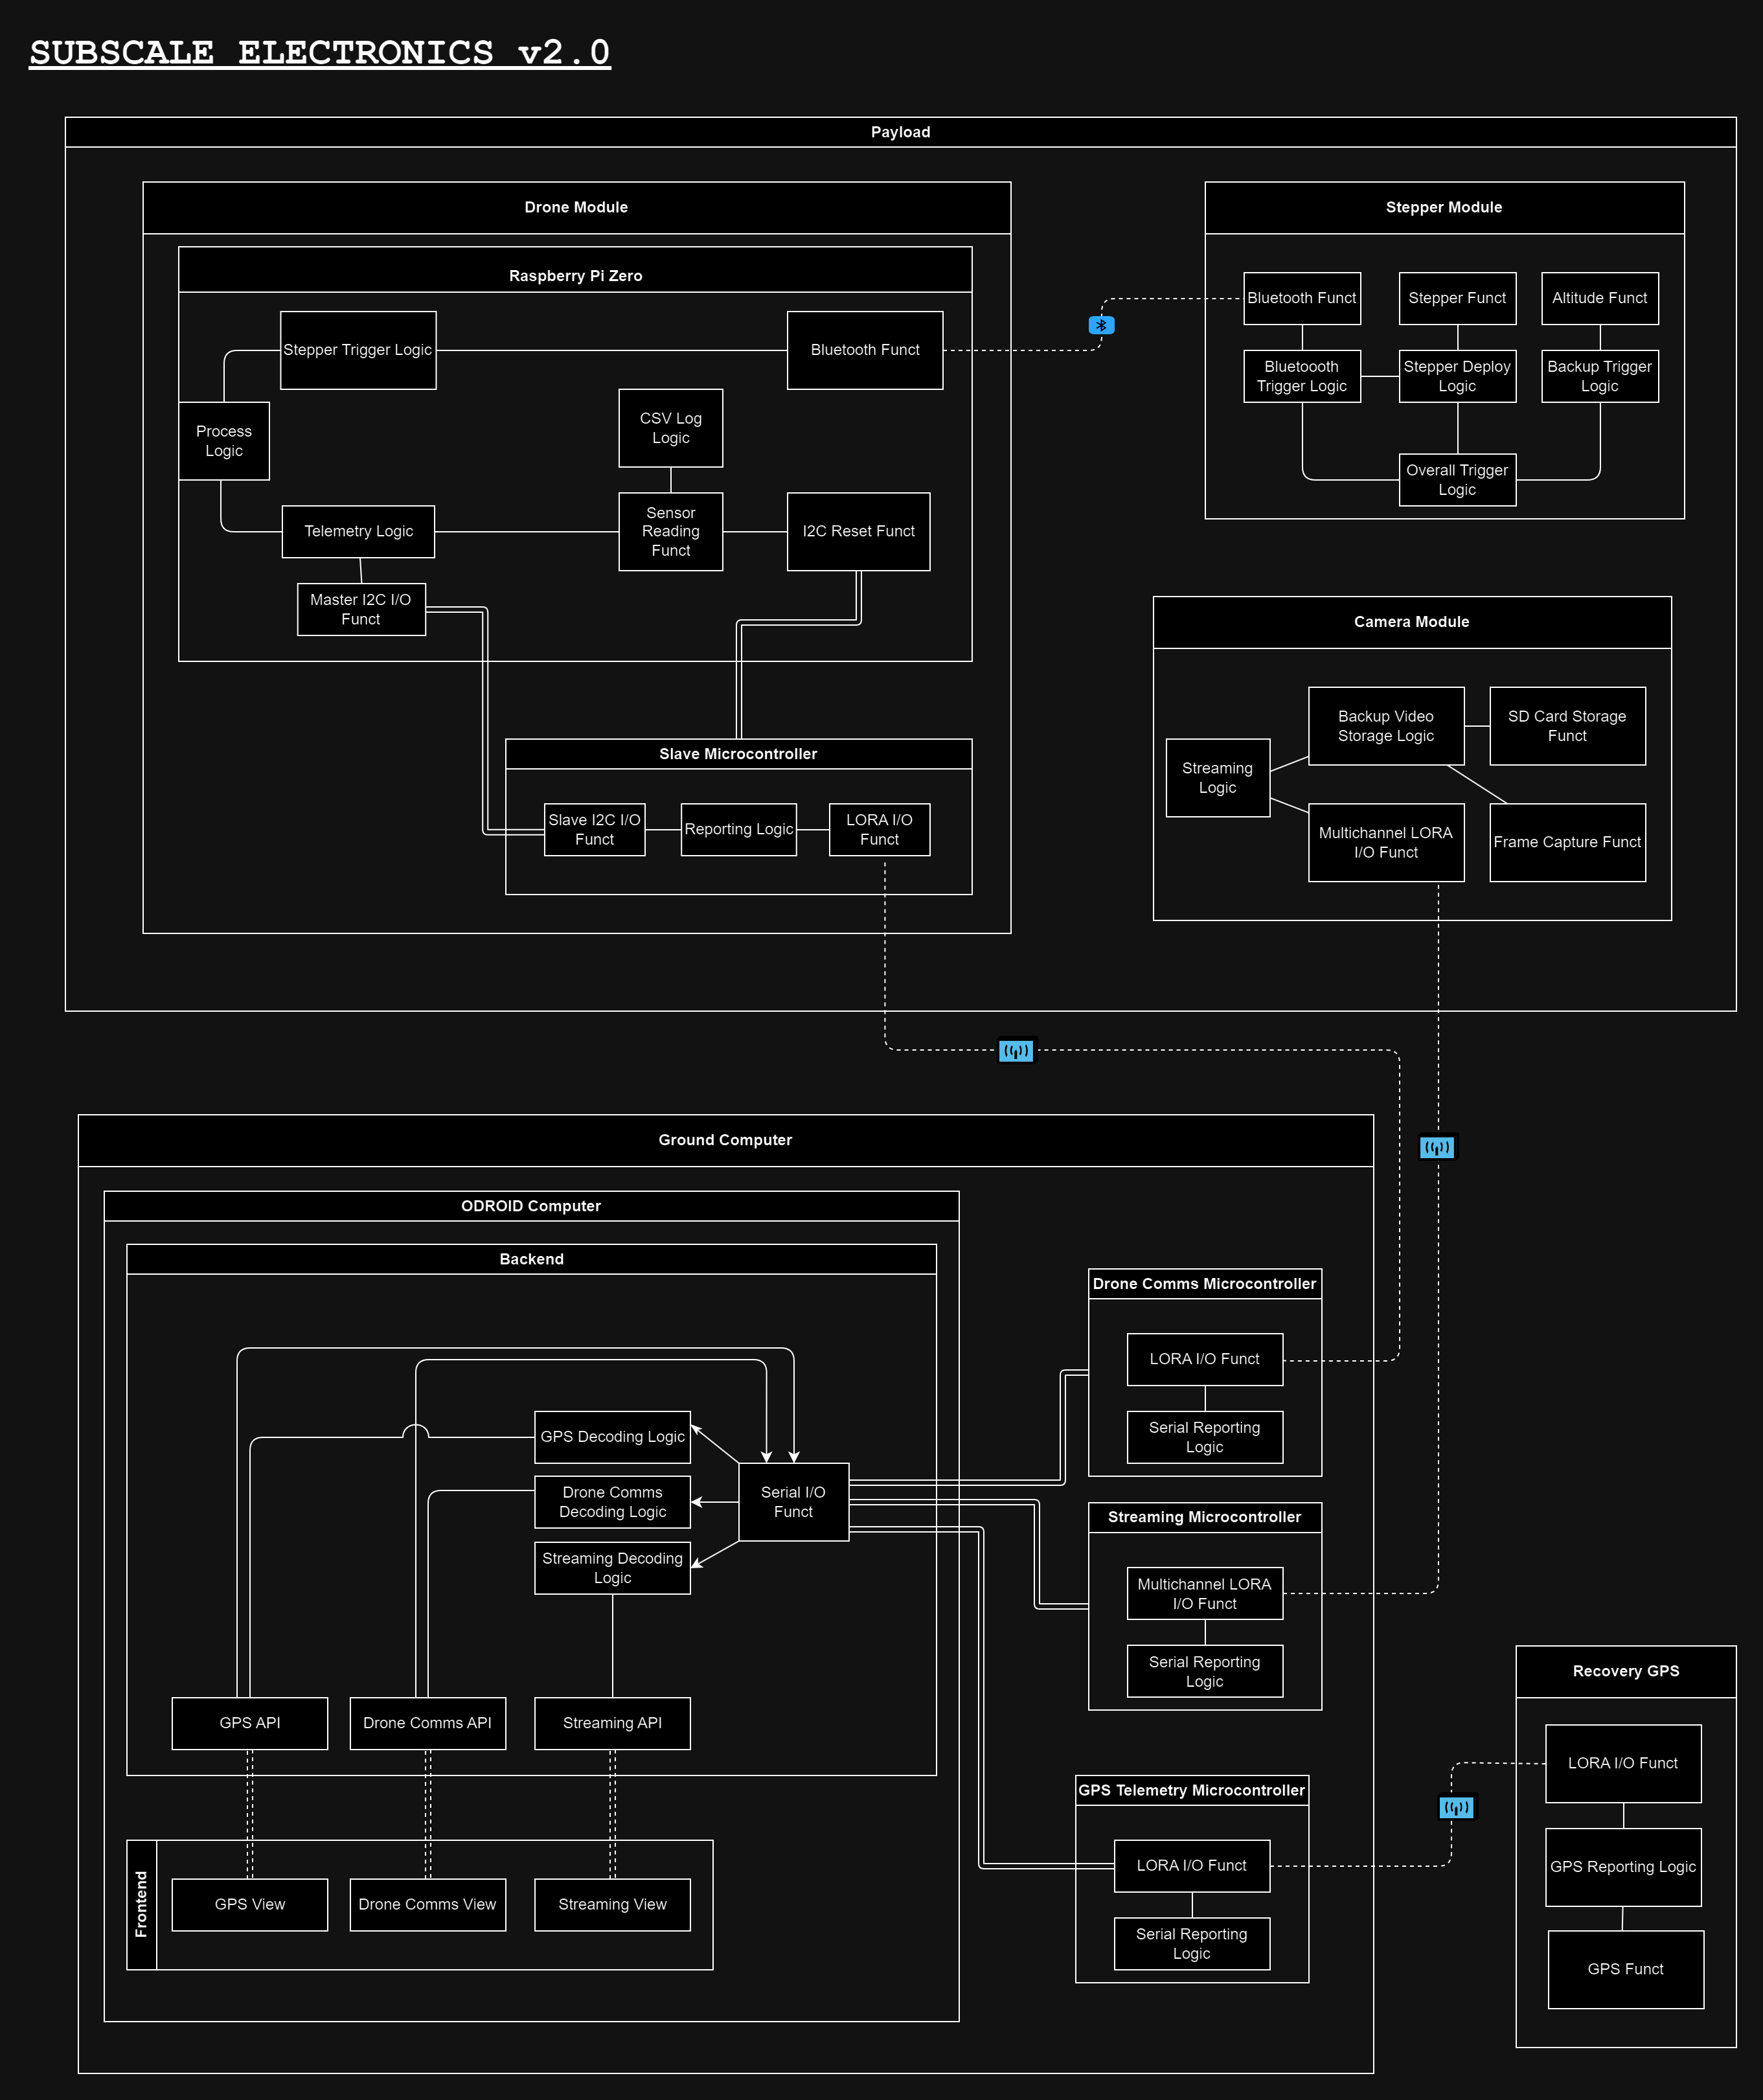 SUBSCALE ELECTRONICS v2.0
Payload
Drone Module
Raspberry Pi Zero
Stepper Trigger Logic
Bluetooth Funct
Process
Logic
CSV Log
Logic
Telemetry Logic
Sensor
Reading
Funct
I2C Reset Funct
Master I2C I/O
Funct
Slave Microcontroller
Slave I2C I/O
Funct
Reporting Logic
LORA I/O
Funct
Stepper Module
Bluetooth Funct
Stepper Funct
Altitude Funct
Bluetoooth
Trigger Logic
Stepper Deploy
Logic
Backup Trigger
Logic
Overall Trigger
Logic
Camera Module
Streaming
Logic
Backup Video
Storage Logic
SD Card Storage
Funct
Multichannel LORA
I/O Funct
Frame Capture Funct
Ground Computer
ODROID Computer
Backend
GPS Decoding Logic
Drone Comms
Decoding Logic
Streaming Decoding
Logic
Serial I/O
Funct
GPS API
Drone Comms API
Streaming API
Frontend
GPS View
Drone Comms View
Streaming View
Drone Comms Microcontroller
LORA I/O Funct
Serial Reporting
Logic
Streaming Microcontroller
Multichannel LORA
I/O Funct
Serial Reporting
Logic
GPS Telemetry Microcontroller
LORA I/O Funct
Serial Reporting
Logic
Recovery GPS
LORA I/O Funct
GPS Reporting Logic
GPS Funct